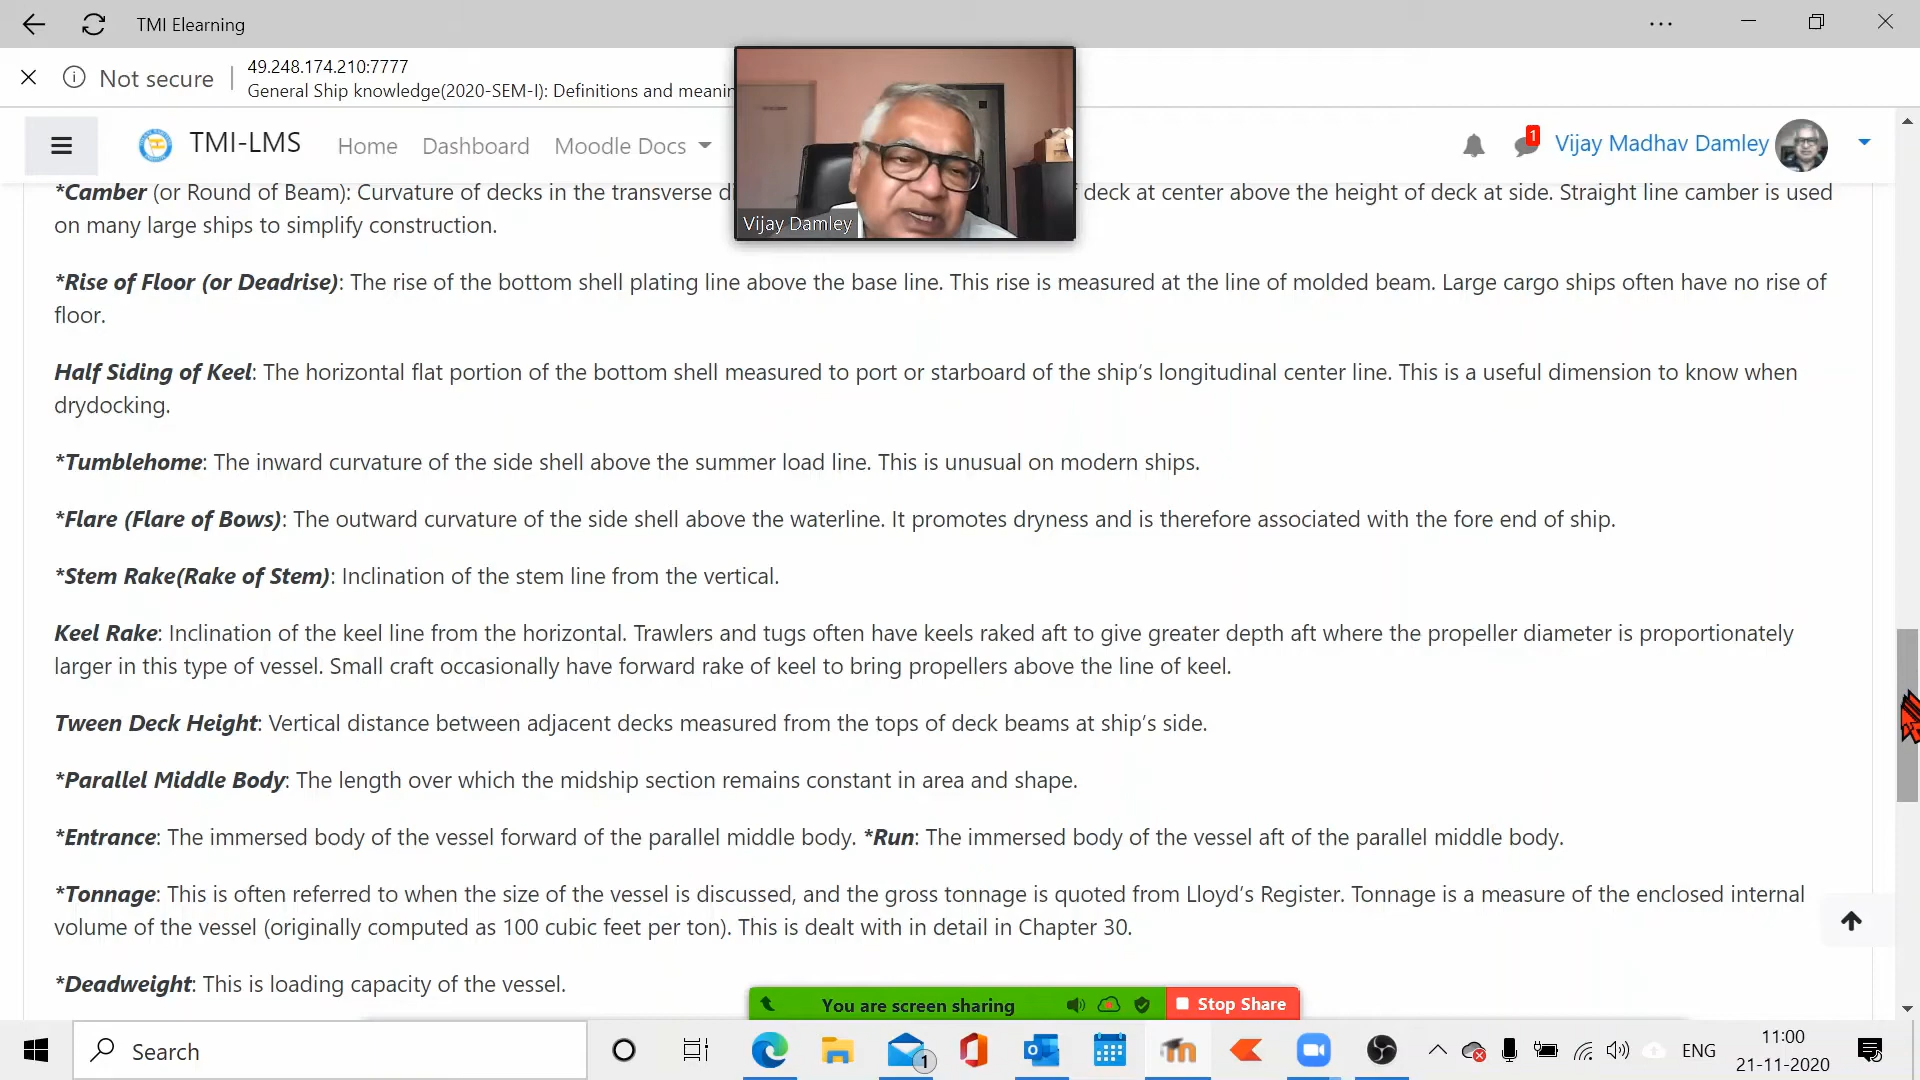 TMI Elearning
Not secure
49.248.174.210:7777
General Ship knowledge(2020-SEM-I): Definitions and meanin
TMI-LMS
Home
Dashboard
Moodle Docs
1
Vijay Madhav Damley
Vijay Damley
*Camber (or Round of Beam): Curvature of decks in the transverse d deck at center above the height of deck at side. Straight line camber is used
on many large ships to simplify construction.
*Rise of Floor (or Deadrise): The rise of the bottom shell plating line above the base line. This rise is measured at the line of molded beam. Large cargo ships often have no rise of
floor.
Half Siding of Keel: The horizontal flat portion of the bottom shell measured to port or starboard of the ship's longitudinal center line. This is a useful dimension to know when
drydocking.
*Tumblehome: The inward curvature of the side shell above the summer load line. This is unusual on modern ships.
*Flare (Flare of Bows): The outward curvature of the side shell above the waterline. It promotes dryness and is therefore associated with the fore end of ship.
*Stem Rake(Rake of Stem): Inclination of the stem line from the vertical.
Keel Rake: Inclination of the keel line from the horizontal. Trawlers and tugs often have keels raked aft to give greater depth aft where the propeller diameter is proportionately
larger in this type of vessel. Small craft occasionally have forward rake of keel to bring propellers above the line of keel.
Tween Deck Height: Vertical distance between adjacent decks measured from the tops of deck beams at ship's side.
*Parallel Middle Body: The length over which the midship section remains constant in area and shape.
*Entrance: The immersed body of the vessel forward of the parallel middle body. *Run: The immersed body of the vessel aft of the parallel middle body.
*Tonnage: This is often referred to when the size of the vessel is discussed, and the gross tonnage is quoted from Lloyd's Register. Tonnage is a measure of the enclosed internal
volume of the vessel (originally computed as 100 cubic feet per ton). This is dealt with in detail in Chapter 30.
*Deadweight: This is loading capacity of the vessel.
You are screen sharing
Stop Share
Search
1
ENG
11:00
21-11-2020